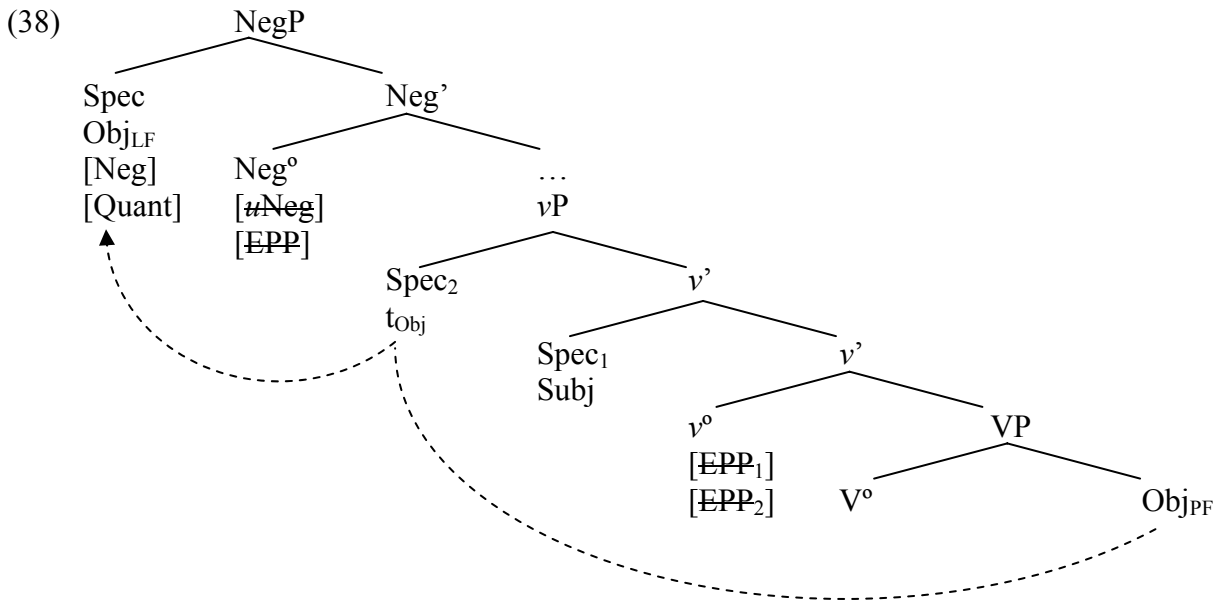 (38) NegP
Spec Neg’
Obj_LF
[Neg] Negº …
[Quant] [uNeg] vP
[EPP]
Spec₂ v’
t_Obj
Spec₁ v’
Subj
vº VP
[EPP₁]
[EPP₂] Vº Obj_PF